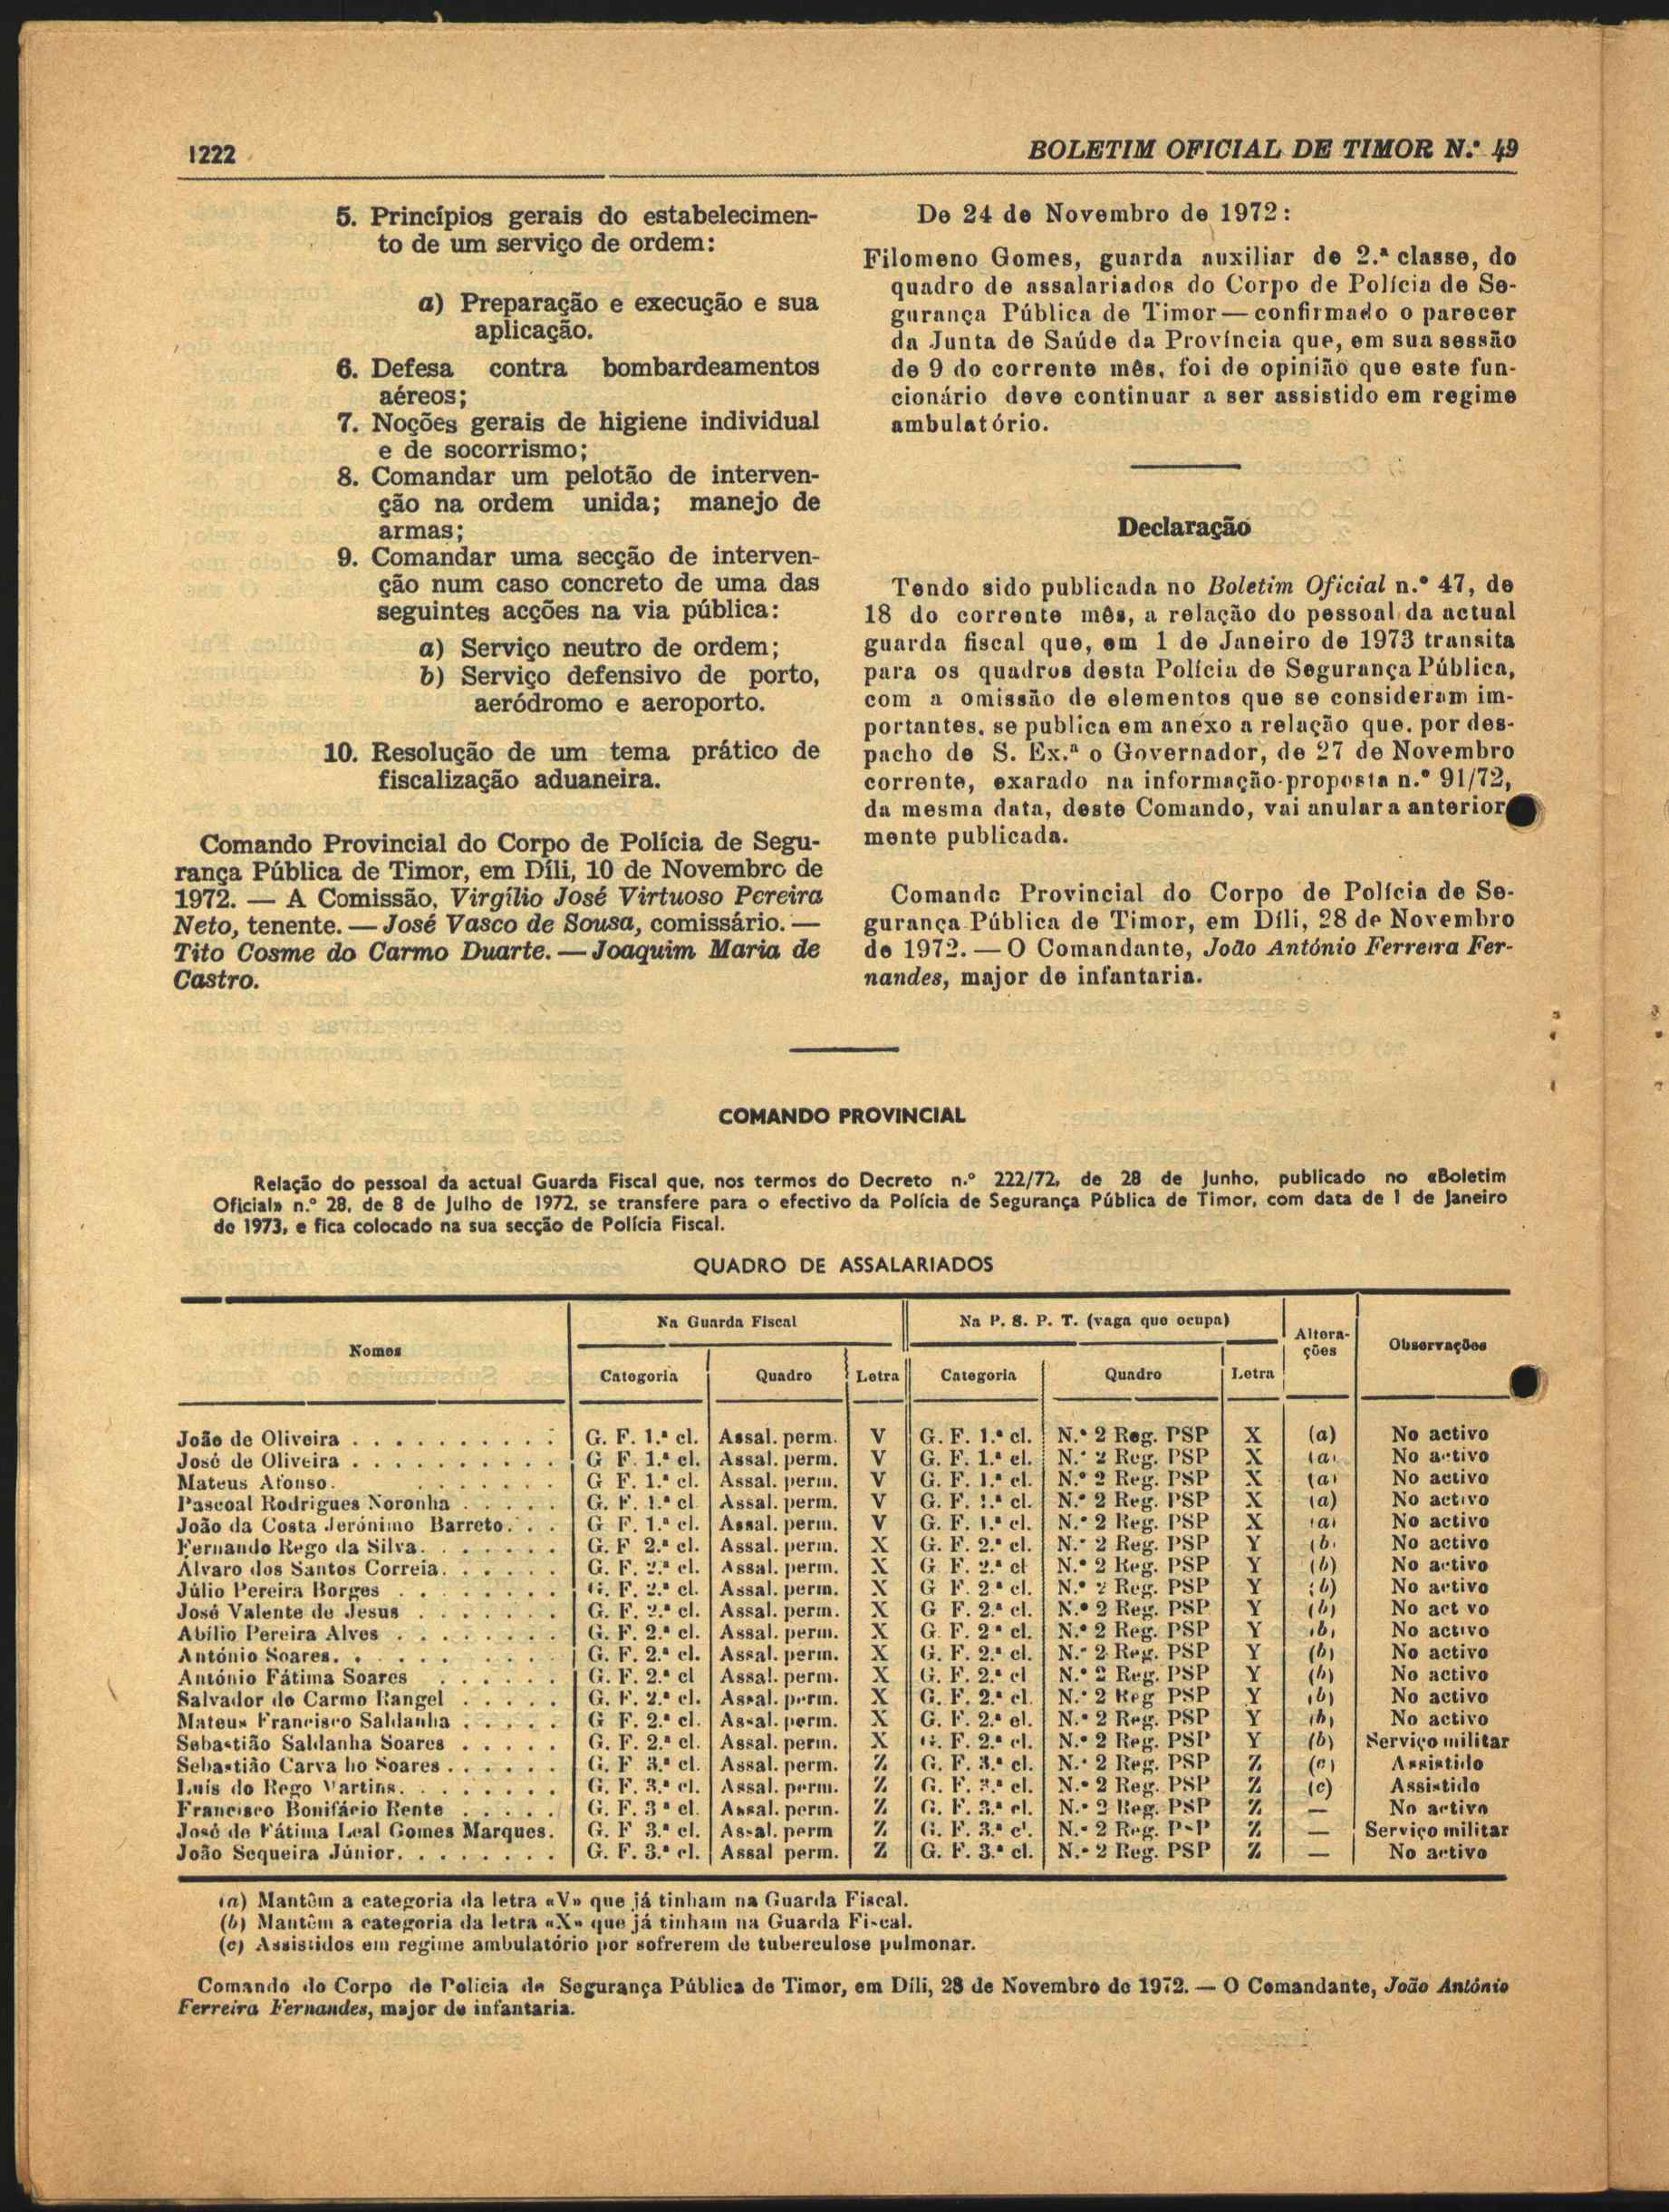 1222
BOLETIM OFICIAL DE TIMOR N.º 49
5. Princípios gerais do estabelecimen-
to de um serviço de ordem:
a) Preparação e execução e sua
aplicação.
6. Defesa contra bombardeamentos
aéreos;
7. Noções gerais de higiene individual
e de socorrismo;
8. Comandar um pelotão de interven-
ção na ordem unida; manejo de
armas;
9. Comandar uma secção de interven-
ção num caso concreto de uma das
seguintes acções na via pública:
a) Serviço neutro de ordem;
b) Serviço defensivo de porto,
aeródromo e aeroporto.
10. Resolução de um tema prático de
fiscalização aduaneira.
Comando Provincial do Corpo de Polícia de Segu-
rança Pública de Timor, em Díli, 10 de Novembro de
1972. — A Comissão, Virgílio José Virtuoso Pereira
Neto, tenente. — José Vasco de Sousa, comissário. —
Tito Cosme do Carmo Duarte. — Joaquim Maria de
Castro.
De 24 de Novembro de 1972:
Filomeno Gomes, guarda auxiliar de 2.ª classe, do
quadro de assalariados do Corpo de Polícia de Se-
gurança Pública de Timor — confirmado o parecer
da Junta de Saúde da Província que, em sua sessão
de 9 do corrente mês, foi de opinião que este fun-
cionário deve continuar a ser assistido em regime
ambulatório.
Declaração
Tendo sido publicada no Boletim Oficial n.º 47, de
18 do corrente mês, a relação do pessoal da actual
guarda fiscal que, em 1 de Janeiro de 1973 transita
para os quadros desta Polícia de Segurança Pública,
com a omissão de elementos que se consideram im-
portantes, se publica em anexo a relação que, por des-
pacho de S. Ex.ª o Governador, de 27 de Novembro
corrente, exarado na informação-proposta n.º 91/72,
da mesma data, deste Comando, vai anular a anterior
mente publicada.
Comando Provincial do Corpo de Polícia de Se-
gurança Pública de Timor, em Díli, 28 de Novembro
de 1972. — O Comandante, João António Ferreira Fer-
nandes, major de infantaria.
COMANDO PROVINCIAL
Relação do pessoal da actual Guarda Fiscal que, nos termos do Decreto n.º 222/72, de 28 de Junho, publicado no «Boletim
Oficial» n.º 28, de 8 de Julho de 1972, se transfere para o efectivo da Polícia de Segurança Pública de Timor, com data de 1 de Janeiro
de 1973, e fica colocado na sua secção de Polícia Fiscal.
QUADRO DE ASSALARIADOS
Nomes Na Guarda Fiscal Na P. S. P. T. (vaga que ocupa) Altera-ções Observações
Categoria Quadro Letra Categoria Quadro Letra
João de Oliveira . . . . . . . . . . G. F. 1.ª cl. Assal. perm. V G. F. 1.ª cl. N.º 2 Reg. PSP X (a) No activo
José de Oliveira . . . . . . . . . . G F. 1.ª cl. Assal. perm. V G. F. 1.ª cl. N.º 2 Reg. PSP X (a) No activo
Mateus Afonso. . . . . . . . G F. 1.ª cl. Assal. perm. V G. F. 1.ª cl. N.º 2 Reg. PSP X (a) No activo
Pascoal Rodrigues Noronha . . . . . G. F. 1.ª cl Assal. perm. V G. F. 1.ª cl. N.º 2 Reg. PSP X (a) No activo
João da Costa Jerónimo Barreto. . . G F. 1.ª cl. Assal. perm. V G. F. 1.ª cl. N.º 2 Reg. PSP X (a) No activo
Fernando Rego da Silva. . . . . . . G. F 2.ª cl. Assal. perm. X G. F. 2.ª cl. N.º 2 Reg. PSP Y (b) No activo
Álvaro dos Santos Correia. . . . . . G. F. 2.ª cl. Assal. perm. X G F. 2.ª cl N.º 2 Reg. PSP Y (b) No activo
Júlio Pereira Borges . . . . . . . G. F. 2.ª cl. Assal. perm. X G F. 2 ª cl. N.º 2 Reg. PSP Y (b) No activo
José Valente de Jesus . . . . . . . G. F. 2.ª cl. Assal. perm. X G F. 2.ª cl. N.º 2 Reg. PSP Y (b) No act vo
Abílio Pereira Alves . . . . . . . . G. F. 2.ª cl. Assal. perm. X G. F. 2 ª cl. N.º 2 Reg. PSP Y (b) No activo
António Soares. . . . . . . . . G. F. 2.ª cl. Assal. perm. X G. F. 2.ª cl. N.º 2 Reg. PSP Y (b) No activo
António Fátima Soares . . . . . . G. F. 2.ª cl Assal. perm. X G. F. 2.ª cl N.º 2 Reg. PSP Y (b) No activo
Salvador do Carmo Rangel . . . . . G. F. 2.ª cl. Assal. perm. X G. F. 2.ª cl. N.º 2 Reg PSP Y (b) No activo
Mateus Francisco Saldanha . . . . . G F. 2.ª cl. Assal. perm. X G. F. 2.ª cl. N.º 2 Reg. PSP Y (b) No activo
Sebastião Saldanha Soares . . . . . G. F. 2.ª cl. Assal. perm. X G. F. 2.ª cl. N.º 2 Reg. PSP Y (b) Serviço militar
Sebastião Carva ho Soares . . . . . . G. F 3.ª cl. Assal. perm. Z G. F. 3.ª cl. N.º 2 Reg. PSP Z (c) Assistido
Luís do Rego Martins. . . . . . . . G. F. 3.ª cl. Assal. perm. Z G. F. 3.ª cl. N.º 2 Reg. PSP Z (c) Assistido
Francisco Bonifácio Rente . . . . . G. F. 3 ª cl. Assal. perm. Z G. F. 3.ª cl. N.º 2 Reg. PSP Z — No activo
José de Fátima Leal Gomes Marques. G. F 3.ª cl. Assal. perm Z G. F. 3.ª cl. N.º 2 Reg. PSP Z — Serviço militar
João Sequeira Júnior. . . . . . . . G. F. 3.ª cl. Assal perm. Z G. F. 3.ª cl. N.º 2 Reg. PSP Z — No activo
(a) Mantêm a categoria da letra «V» que já tinham na Guarda Fiscal.
(b) Mantêm a categoria da letra «X» que já tinham na Guarda Fiscal.
(c) Assistidos em regime ambulatório por sofrerem de tuberculose pulmonar.
Comando do Corpo de Polícia de Segurança Pública de Timor, em Díli, 28 de Novembro de 1972. — O Comandante, João António
Ferreira Fernandes, major de infantaria.